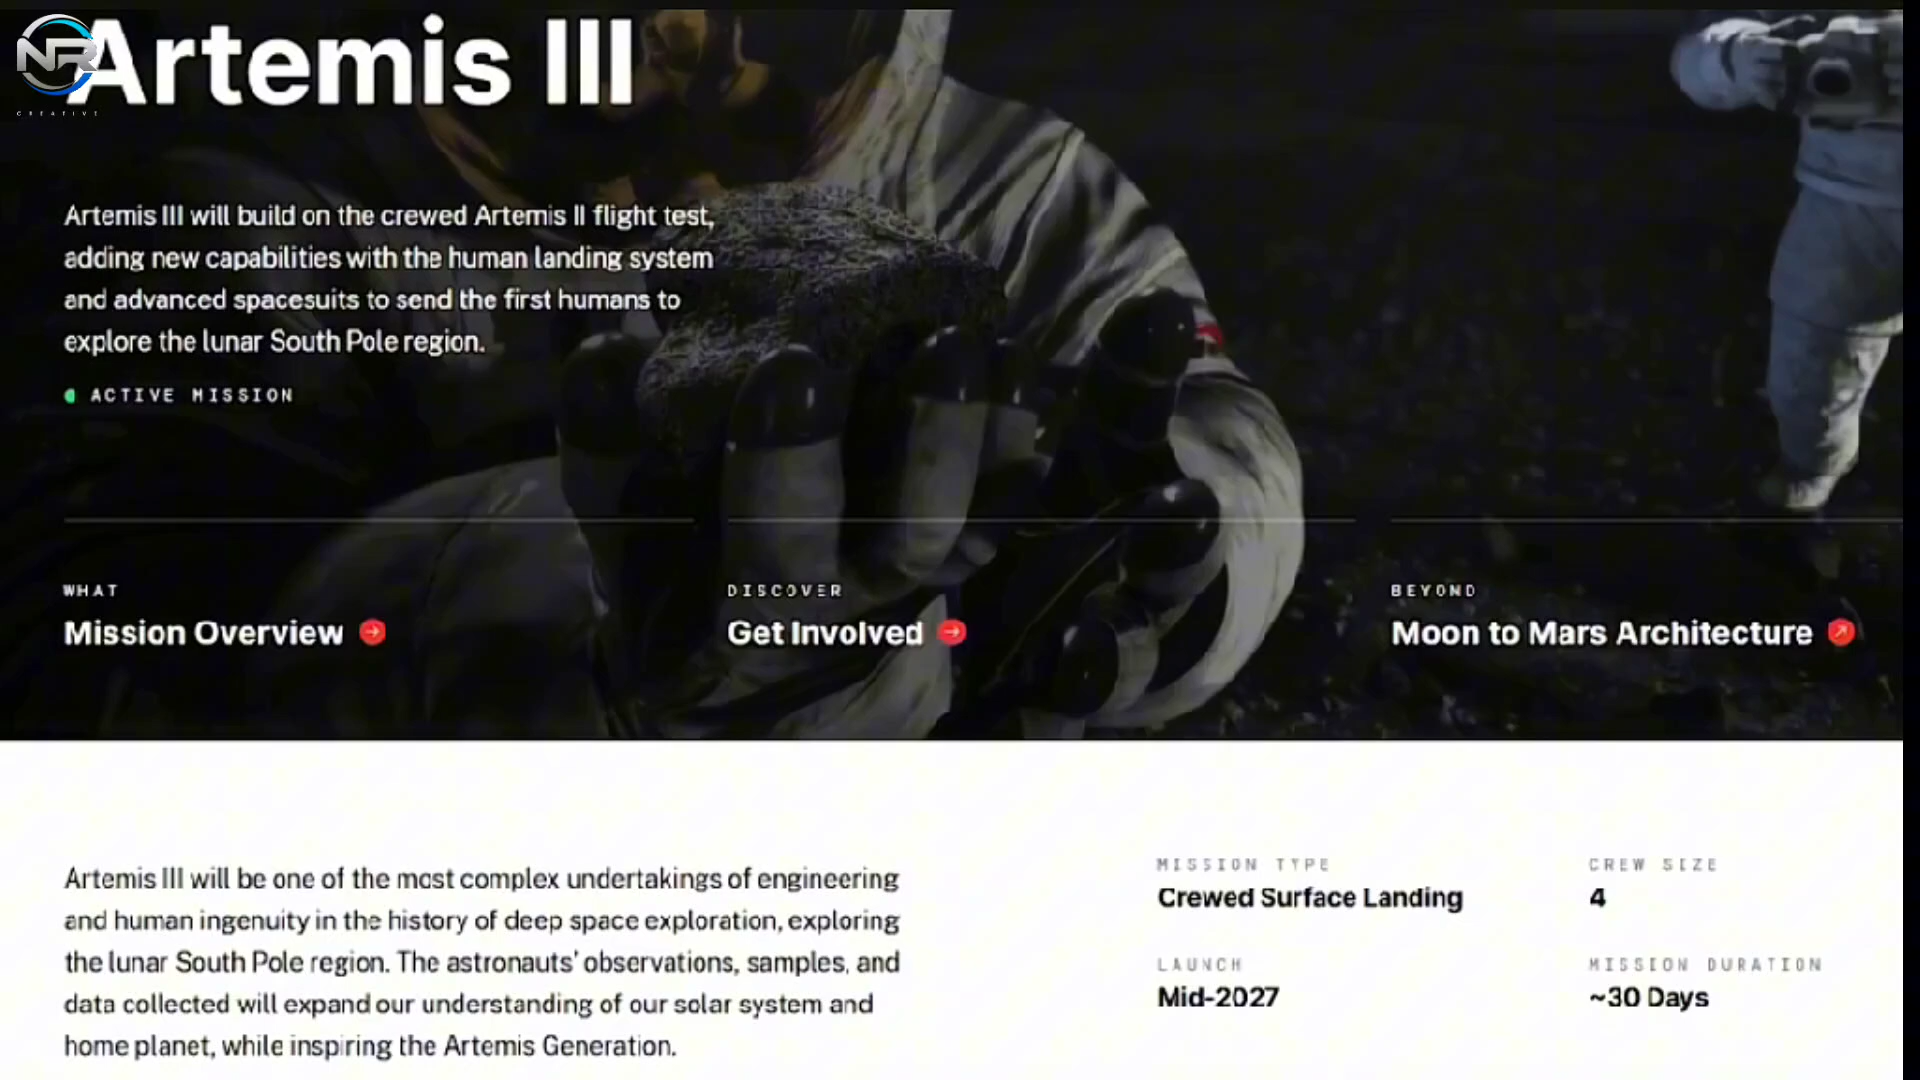 NR
CREATIVE
Artemis III
Artemis III will build on the crewed Artemis II flight test,
adding new capabilities with the human landing system
and advanced spacesuits to send the first humans to
explore the lunar South Pole region.
ACTIVE MISSION
WHAT
Mission Overview
DISCOVER
Get Involved
BEYOND
Moon to Mars Architecture
Artemis III will be one of the most complex undertakings of engineering
and human ingenuity in the history of deep space exploration, exploring
the lunar South Pole region. The astronauts' observations, samples, and
data collected will expand our understanding of our solar system and
home planet, while inspiring the Artemis Generation.
MISSION TYPE
Crewed Surface Landing
CREW SIZE
4
LAUNCH
Mid-2027
MISSION DURATION
~30 Days